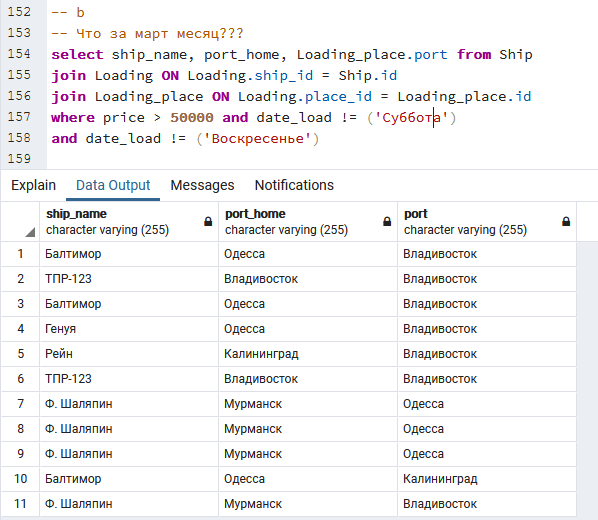 152 -- b
153 -- Что за март месяц???
154 select ship_name, port_home, Loading_place.port from Ship
155 join Loading ON Loading.ship_id = Ship.id
156 join Loading_place ON Loading.place_id = Loading_place.id
157 where price > 50000 and date_load != ('Суббота')
158 and date_load != ('Воскресенье')
159
Explain Data Output Messages Notifications
ship_name port_home port
character varying (255) character varying (255) character varying (255)
1 Балтимор Одесса Владивосток
2 ТПР-123 Владивосток Владивосток
3 Балтимор Одесса Владивосток
4 Генуя Одесса Владивосток
5 Рейн Калининград Владивосток
6 ТПР-123 Владивосток Владивосток
7 Ф. Шаляпин Мурманск Одесса
8 Ф. Шаляпин Мурманск Одесса
9 Ф. Шаляпин Мурманск Одесса
10 Балтимор Одесса Калининград
11 Ф. Шаляпин Мурманск Владивосток